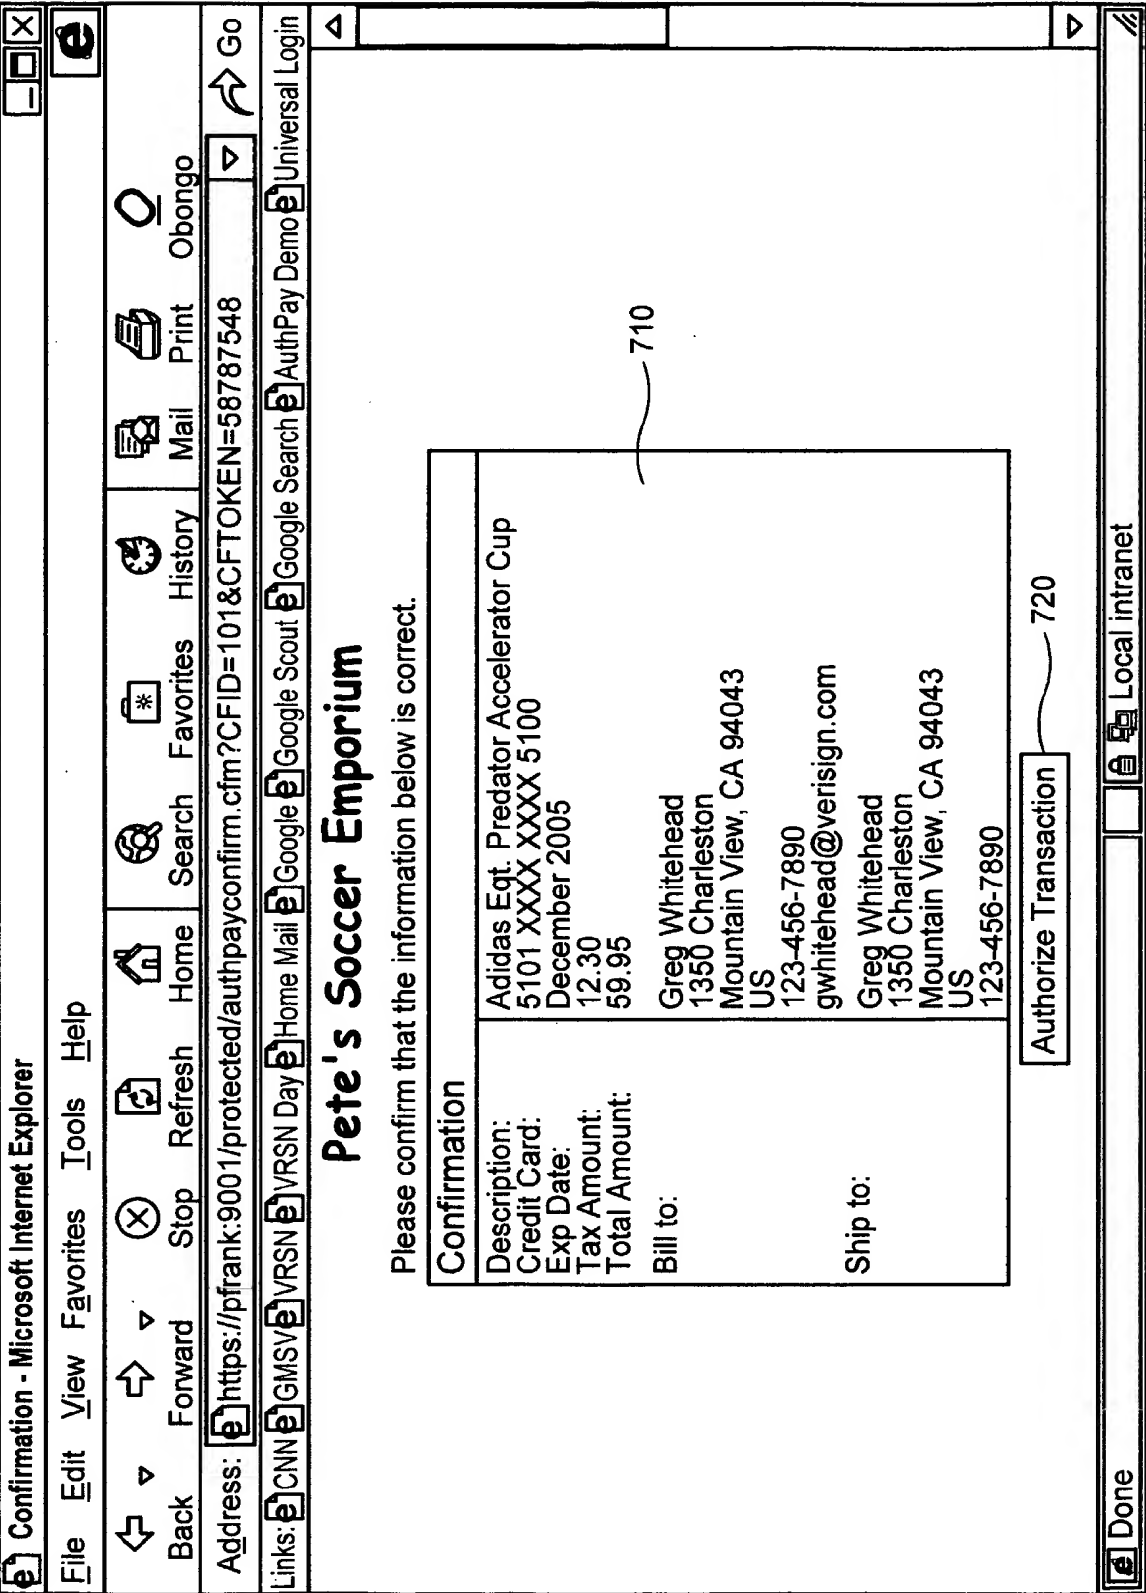 Confirmation - Microsoft Internet Explorer
File Edit View Favorites Tools Help
Back Forward Stop Refresh Home Search Favorites History Mail Print Obongo
Address: https://pfrank:9001/protected/authpayconfirm.cfm?CFID=101&CFTOKEN=58787548 Go
Links: CNN GMSV VRSN VRSN Day Home Mail Google Google Scout Google Search AuthPay Demo Universal Login
Pete's Soccer Emporium
Please confirm that the information below is correct.
Confirmation
Description: Adidas Eqt. Predator Accelerator Cup
Credit Card: 5101 XXXX XXXX 5100
Exp Date: December 2005
Tax Amount: 12.30
Total Amount: 59.95
Bill to: Greg Whitehead
1350 Charleston
Mountain View, CA 94043
US
123-456-7890
gwhitehead@verisign.com
Ship to: Greg Whitehead
1350 Charleston
Mountain View, CA 94043
US
123-456-7890
710
Authorize Transaction
720
Done Local intranet